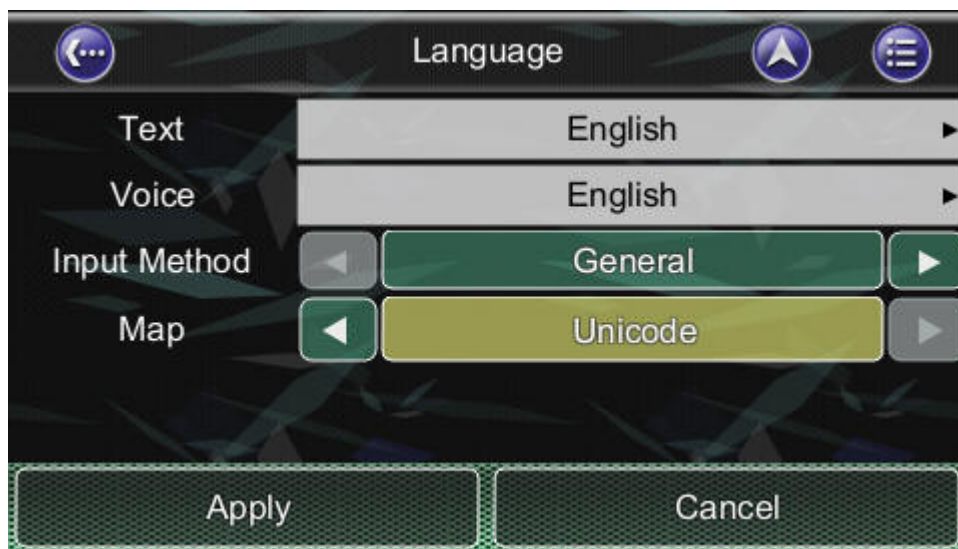 Language
Text English
Voice English
Input Method General
Map Unicode
Apply Cancel